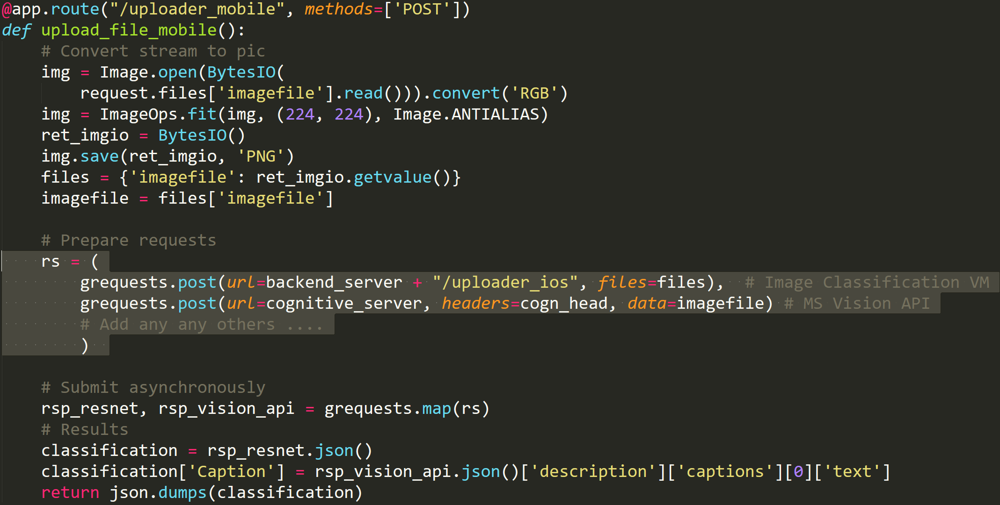 @app.route("/uploader_mobile", methods=['POST'])
def upload_file_mobile():
    # Convert stream to pic
    img = Image.open(BytesIO(
        request.files['imagefile'].read())).convert('RGB')
    img = ImageOps.fit(img, (224, 224), Image.ANTIALIAS)
    ret_imgio = BytesIO()
    img.save(ret_imgio, 'PNG')
    files = {'imagefile': ret_imgio.getvalue()}
    imagefile = files['imagefile']

    # Prepare requests
    rs = (
        grequests.post(url=backend_server + "/uploader_ios", files=files),  # Image Classification VM
        grequests.post(url=cognitive_server, headers=cogn_head, data=imagefile) # MS Vision API
        # Add any any others ....
        )

    # Submit asynchronously
    rsp_resnet, rsp_vision_api = grequests.map(rs)
    # Results
    classification = rsp_resnet.json()
    classification['Caption'] = rsp_vision_api.json()['description']['captions'][0]['text']
    return json.dumps(classification)